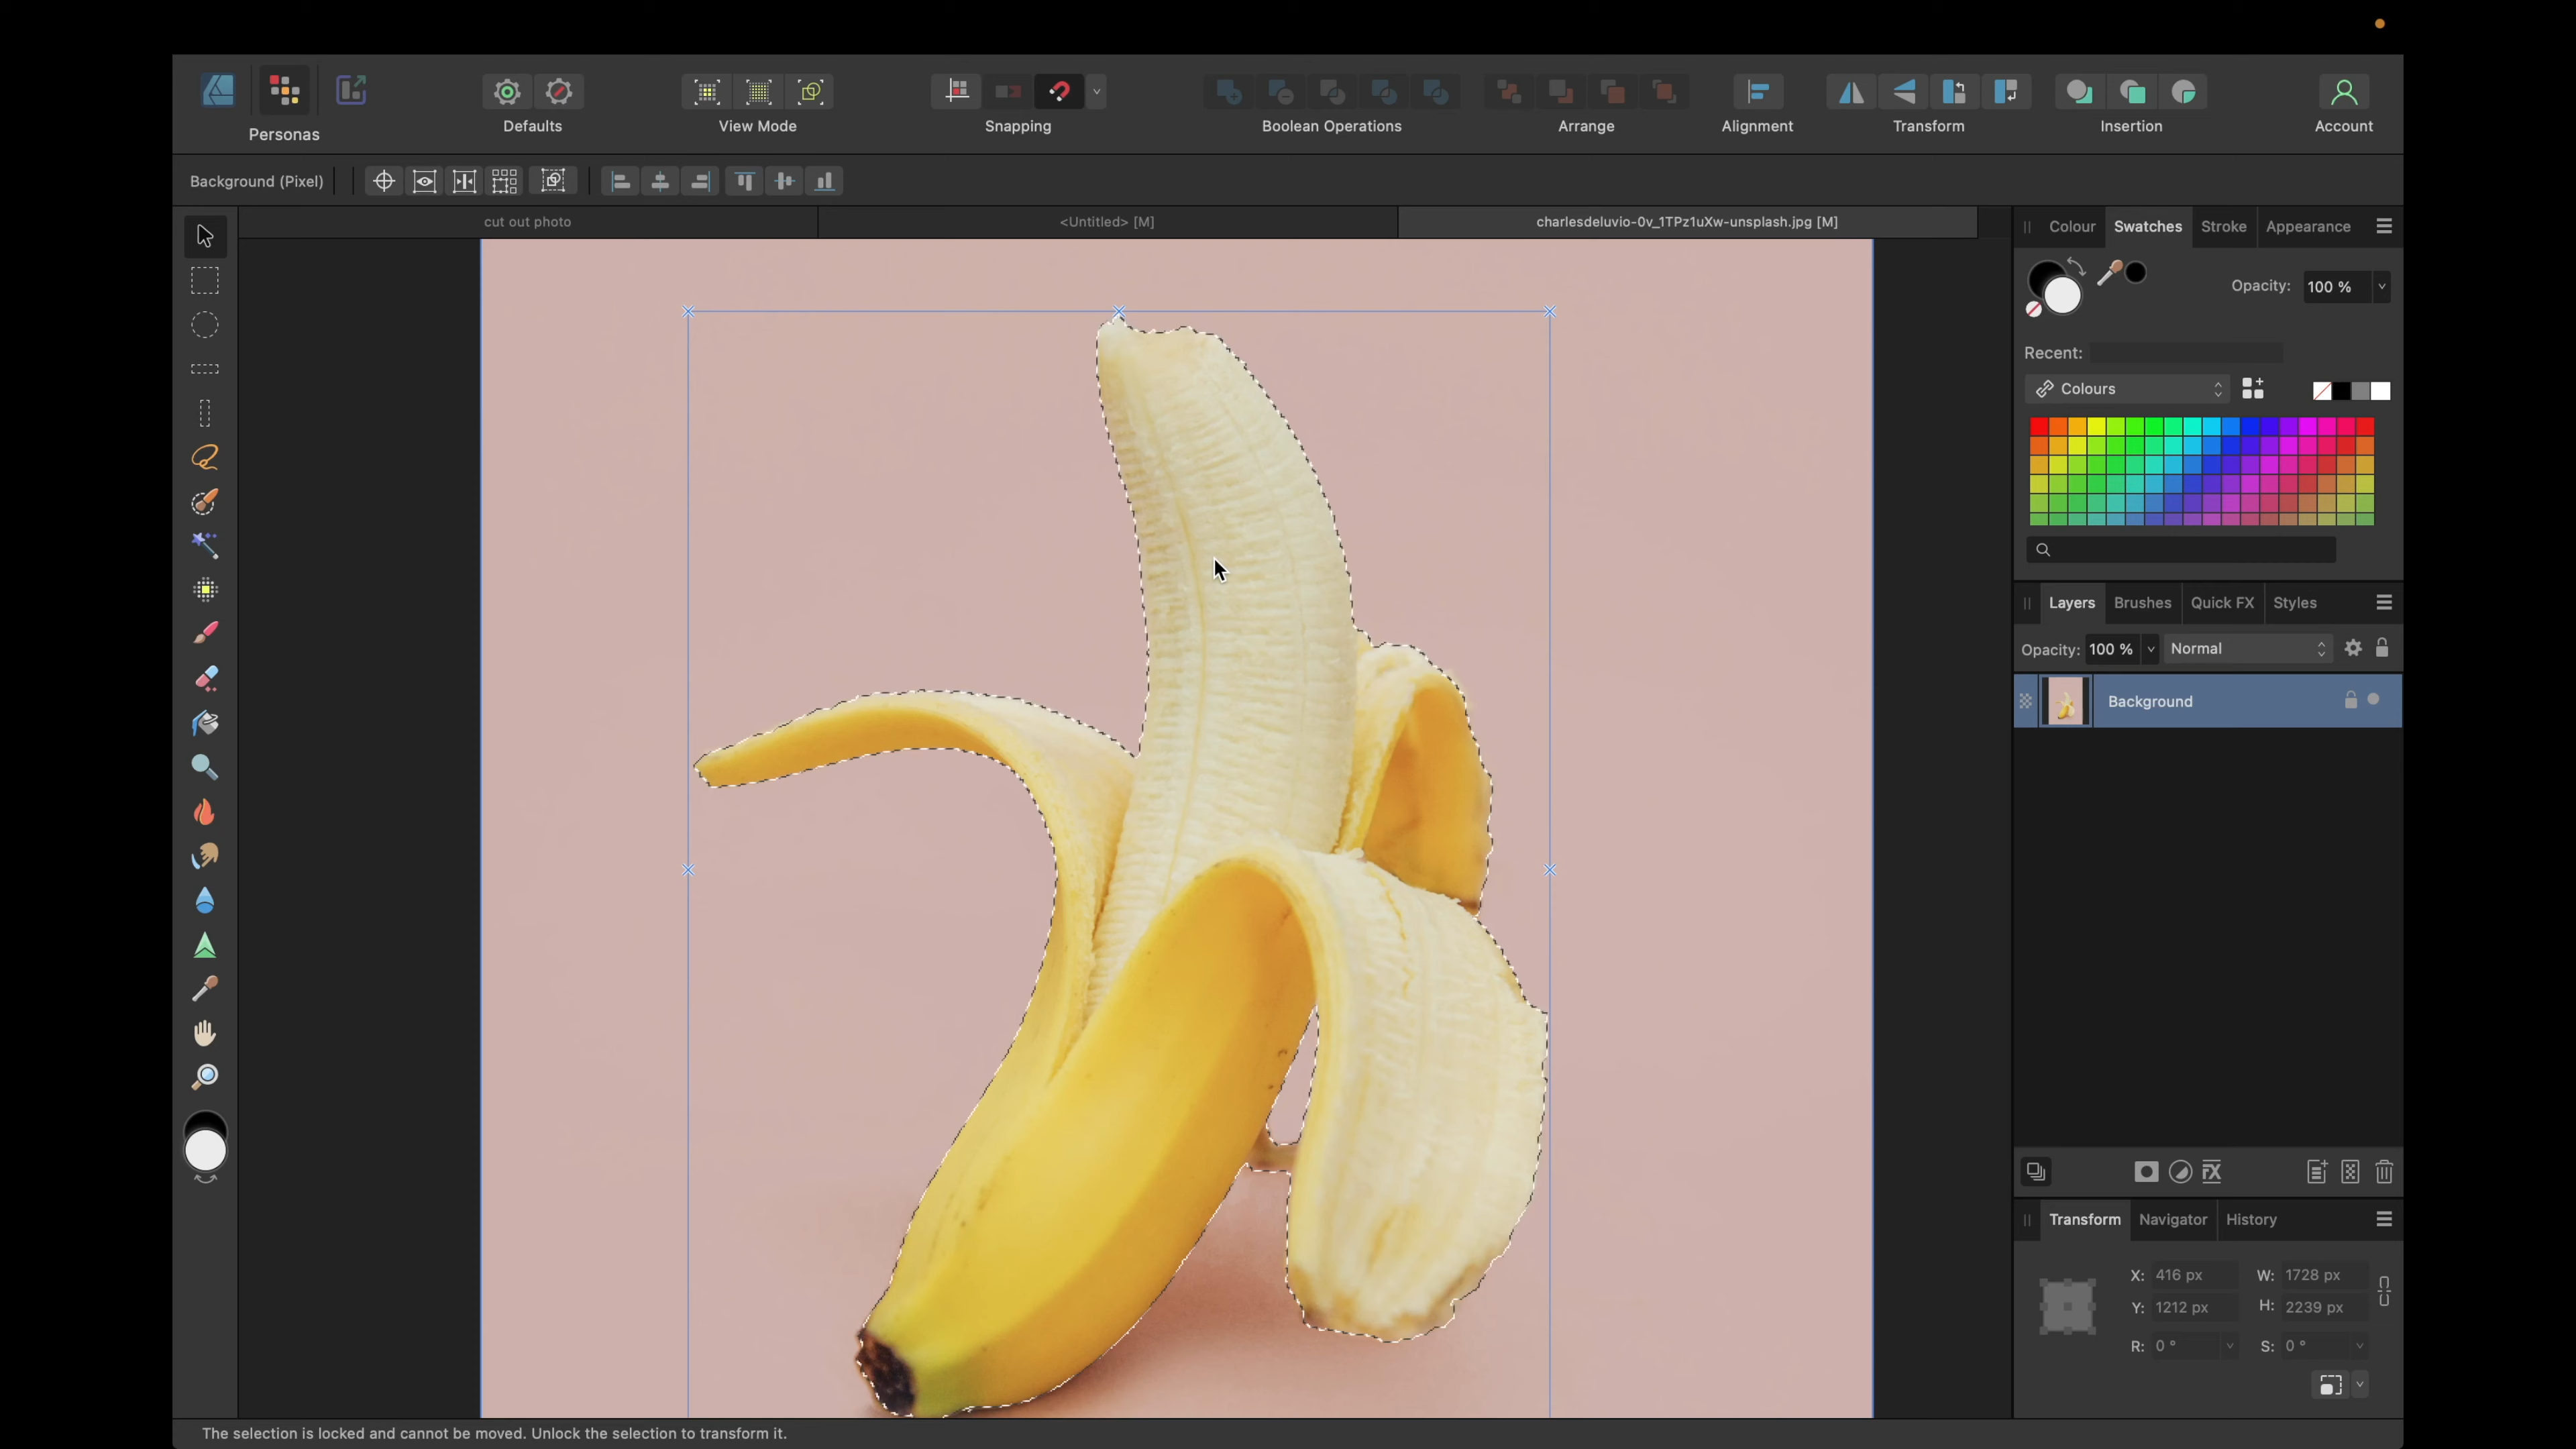 Personas
Defaults
View Mode
Snapping
Boolean Operations
Arrange
Alignment
Transform
Insertion
Account
Background (Pixel)
cut out photo
<Untitled> [M]
charlesdeluvio-0v_1TPz1uXw-unsplash.jpg [M]
Colour Swatches Stroke Appearance
Opacity: 100 %
Recent:
Colours
Layers Brushes Quick FX Styles
Opacity: 100 % Normal
Background
FX
Transform Navigator History
X: 416 px W: 1728 px
Y: 1212 px H: 2239 px
R: 0 ° S: 0 °
The selection is locked and cannot be moved. Unlock the selection to transform it.